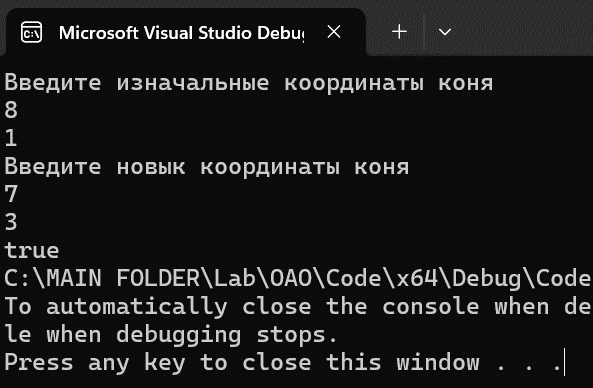 Microsoft Visual Studio Debu
Введите изначальные координаты коня
8
1
Введите новык координаты коня
7
3
true
C:\MAIN FOLDER\Lab\OAO\Code\x64\Debug\Code
To automatically close the console when de
le when debugging stops.
Press any key to close this window . . .